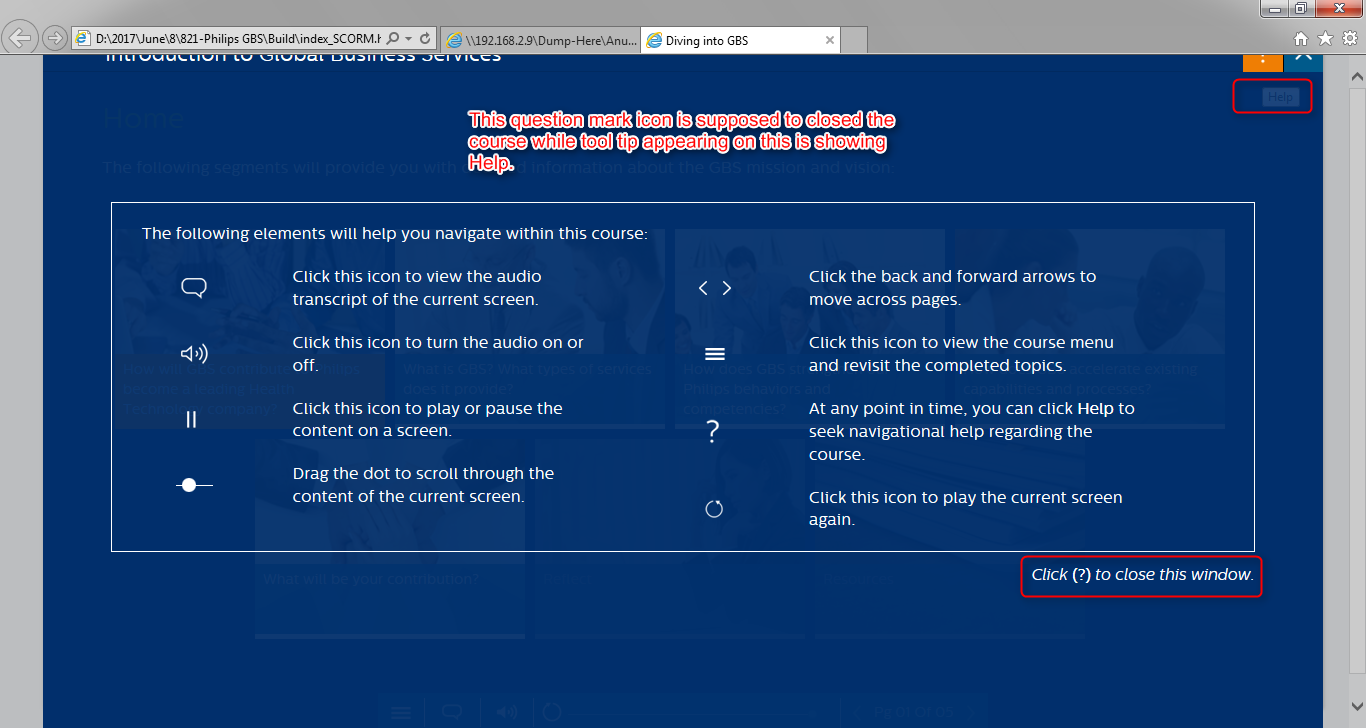 D:\2017\June\8\821-Philips GBS\Build\index_SCORM.h
\\192.168.2.9\Dump-Here\Anu...
Diving into GBS
Introduction to Global Business Services
Help
Home
This question mark icon is supposed to closed the
course while tool tip appearing on this is showing
Help.
The following segments will provide you with information about the GBS mission and vision.
The following elements will help you navigate within this course:
Click this icon to view the audio
transcript of the current screen.
Click this icon to turn the audio on or
off.
Click this icon to play or pause the
content on a screen.
Drag the dot to scroll through the
content of the current screen.
Click the back and forward arrows to
move across pages.
Click this icon to view the course menu
and revisit the completed topics.
?
At any point in time, you can click Help to
seek navigational help regarding the
course.
Click this icon to play the current screen
again.
How will GBS contribute
become a leading Health
Technology company?
What is GBS? What types of services
does it provide?
How does GBS
Philips behaviors and
competencies?
accelerate existing
capabilities and processes?
What will be your contribution?
Click (?) to close this window.